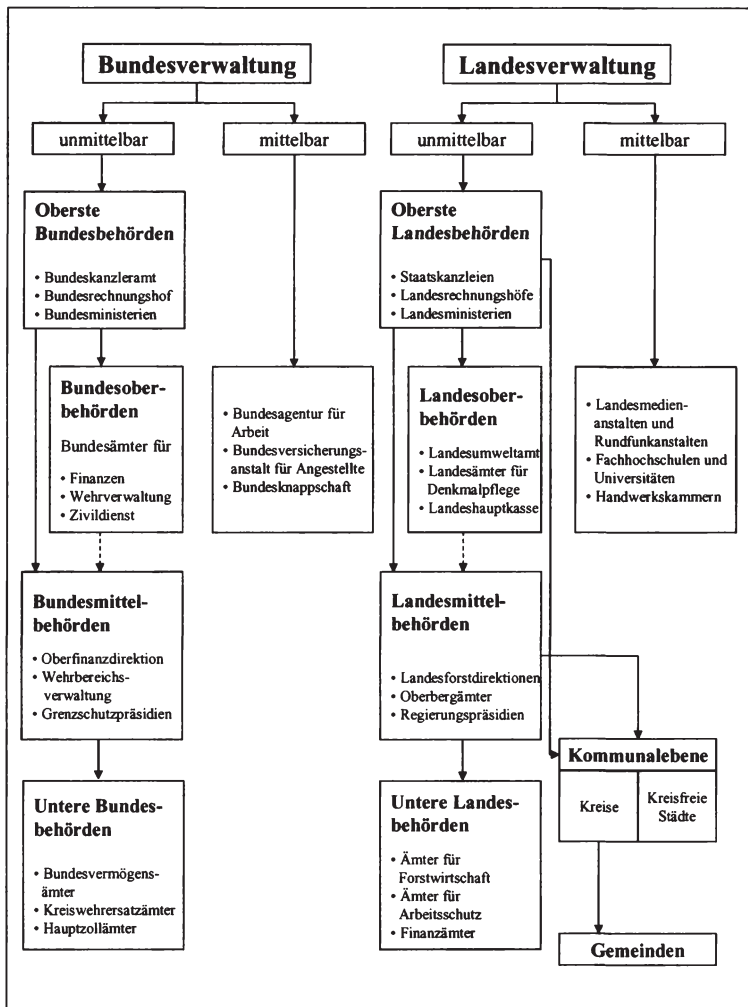 Bundesverwaltung
unmittelbar
mittelbar
Oberste
Bundesbehörden
• Bundeskanzleramt
• Bundesrechnungshof
• Bundesministerien
Bundesober-
behörden
Bundesämter für
• Finanzen
• Wehrverwaltung
• Zivildienst
• Bundesagentur für
Arbeit
• Bundesversicherungs-
anstalt für Angestellte
• Bundesknappschaft
Bundesmittel-
behörden
• Oberfinanzdirektion
• Wehrbereichs-
verwaltung
• Grenzschutzpräsidien
Untere Bundes-
behörden
• Bundesvermögens-
ämter
• Kreiswehrersatzämter
• Hauptzollämter
Landesverwaltung
unmittelbar
mittelbar
Oberste
Landesbehörden
• Staatskanzleien
• Landesrechnungshöfe
• Landesministerien
Landesober-
behörden
• Landesumweltamt
• Landesämter für
Denkmalpflege
• Landeshauptkasse
• Landesmedien-
anstalten und
Rundfunkanstalten
• Fachhochschulen und
Universitäten
• Handwerkskammern
Landesmittel-
behörden
• Landesforstdirektionen
• Oberbergämter
• Regierungspräsidien
Untere Landes-
behörden
• Ämter für
Forstwirtschaft
• Ämter für
Arbeitsschutz
• Finanzämter
Kommunalebene
Kreise
Kreisfreie
Städte
Gemeinden